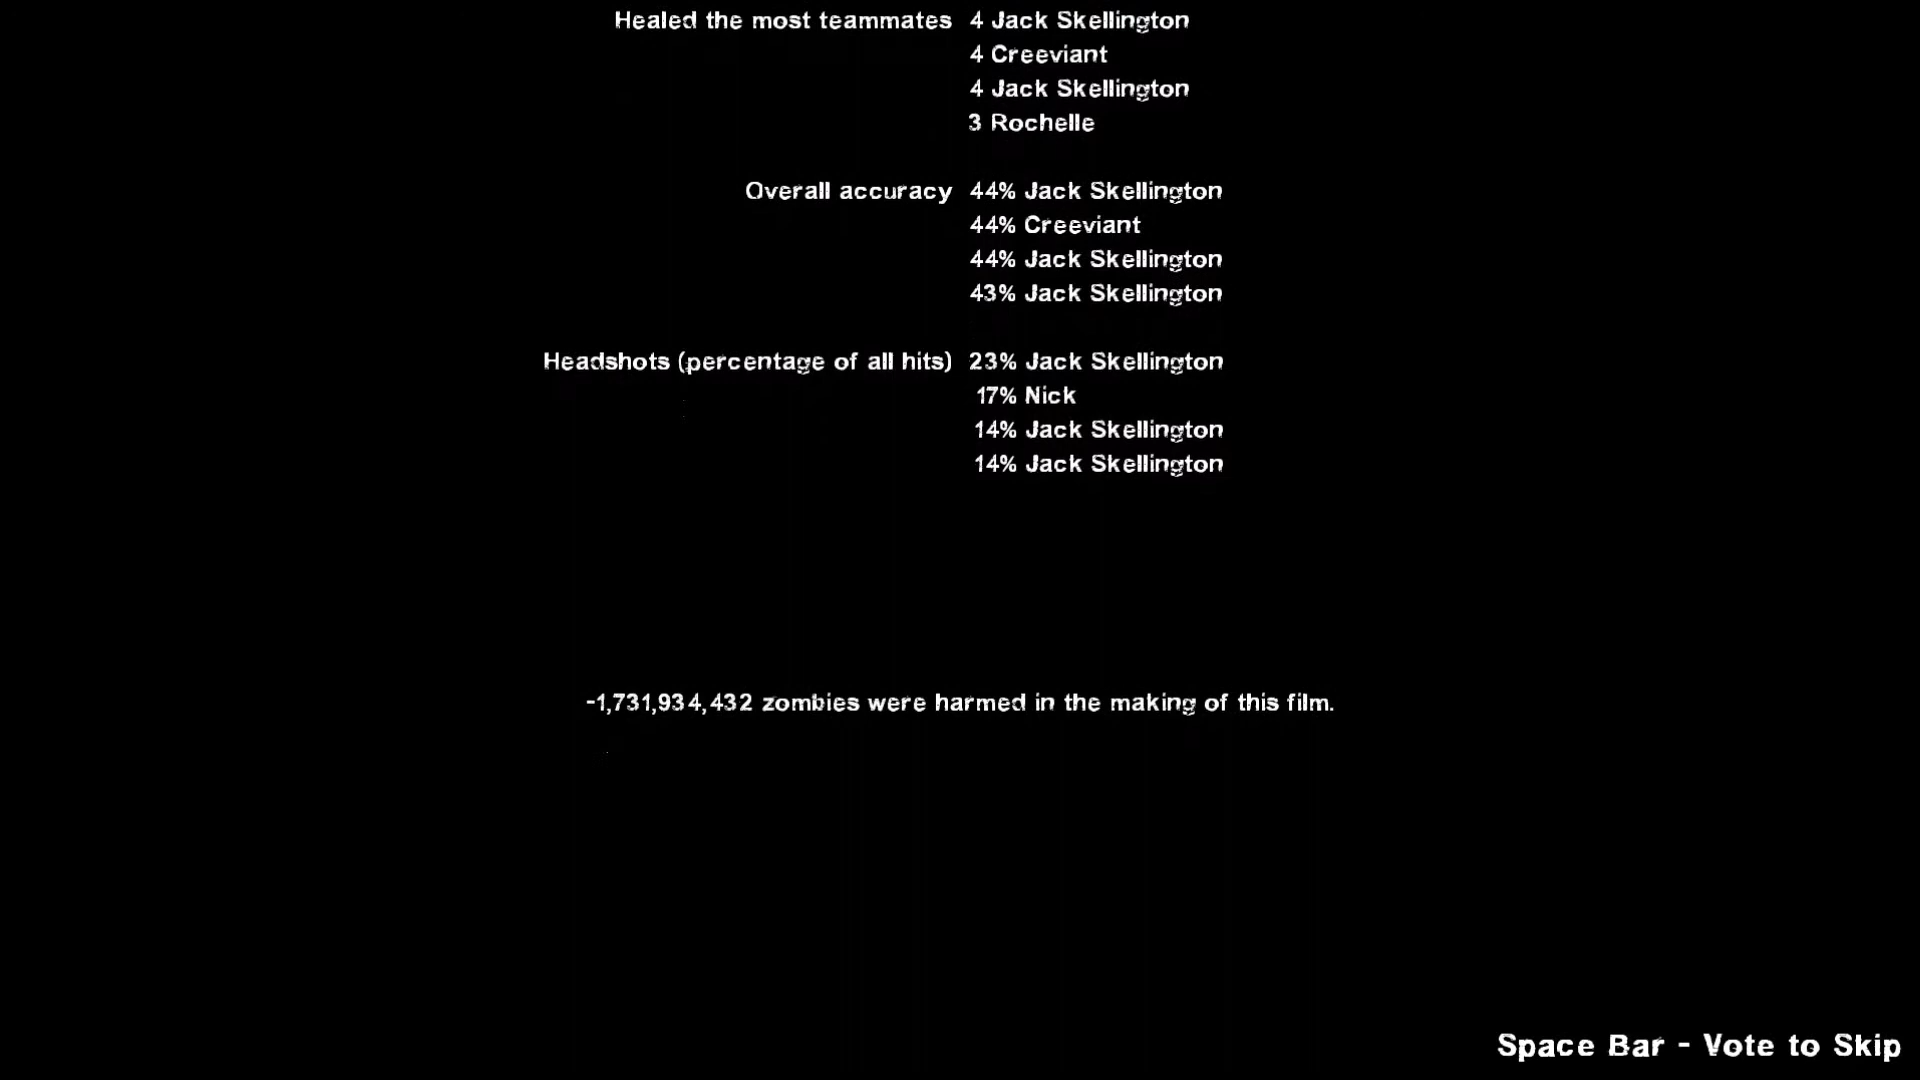 Healed the most teammates 4 Jack Skellington
4 Creeviant
4 Jack Skellington
3 Rochelle
Overall accuracy 44% Jack Skellington
44% Creeviant
44% Jack Skellington
43% Jack Skellington
Headshots (percentage of all hits) 23% Jack Skellington
17% Nick
14% Jack Skellington
14% Jack Skellington
-1,731,934,432 zombies were harmed in the making of this film.
Space Bar - Vote to Skip